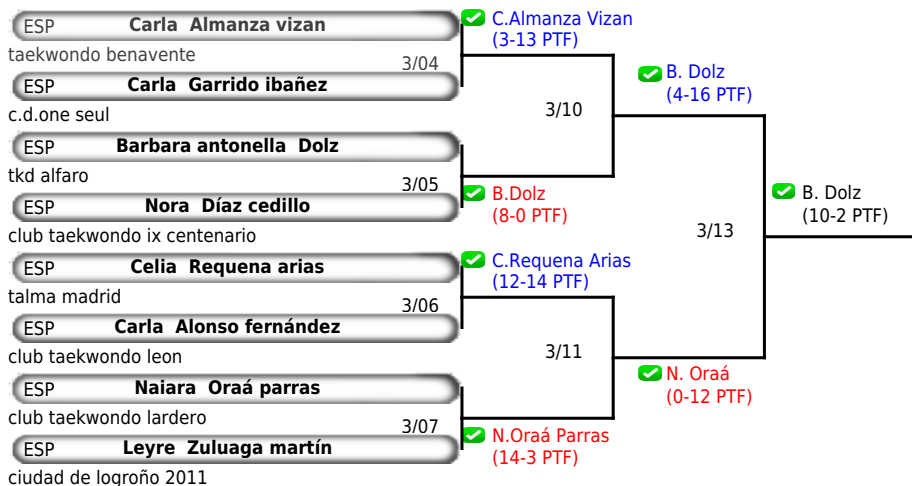 ESP Carla Almanza vizan
taekwondo benavente
3/04
ESP Carla Garrido ibañez
c.d.one seul
ESP Barbara antonella Dolz
tkd alfaro
3/05
ESP Nora Díaz cedillo
club taekwondo ix centenario
ESP Celia Requena arias
talma madrid
3/06
ESP Carla Alonso fernández
club taekwondo leon
ESP Naiara Oraá parras
club taekwondo lardero
3/07
ESP Leyre Zuluaga martín
ciudad de logroño 2011
C.Almanza Vizan
(3-13 PTF)
3/10
B.Dolz
(8-0 PTF)
C.Requena Arias
(12-14 PTF)
3/11
N.Oraá Parras
(14-3 PTF)
B. Dolz
(4-16 PTF)
3/13
N. Oraá
(0-12 PTF)
B. Dolz
(10-2 PTF)